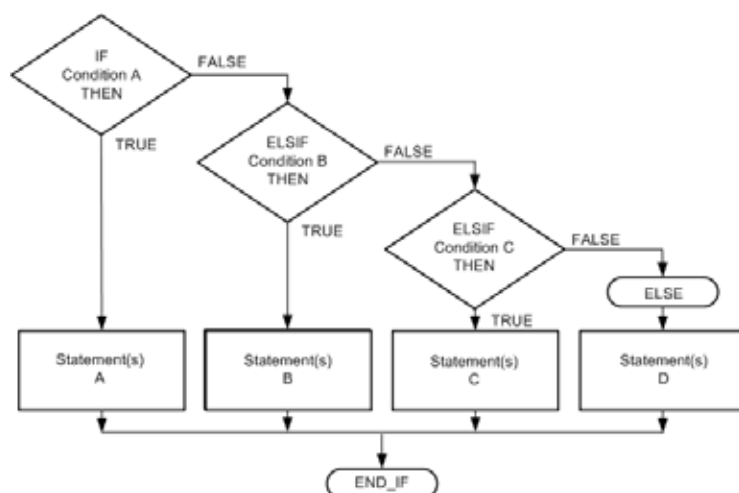 IF
Condition A
THEN
FALSE
TRUE
ELSIF
Condition B
THEN
FALSE
TRUE
ELSIF
Condition C
THEN
FALSE
TRUE
ELSE
Statement(s)
A
Statement(s)
B
Statement(s)
C
Statement(s)
D
END_IF